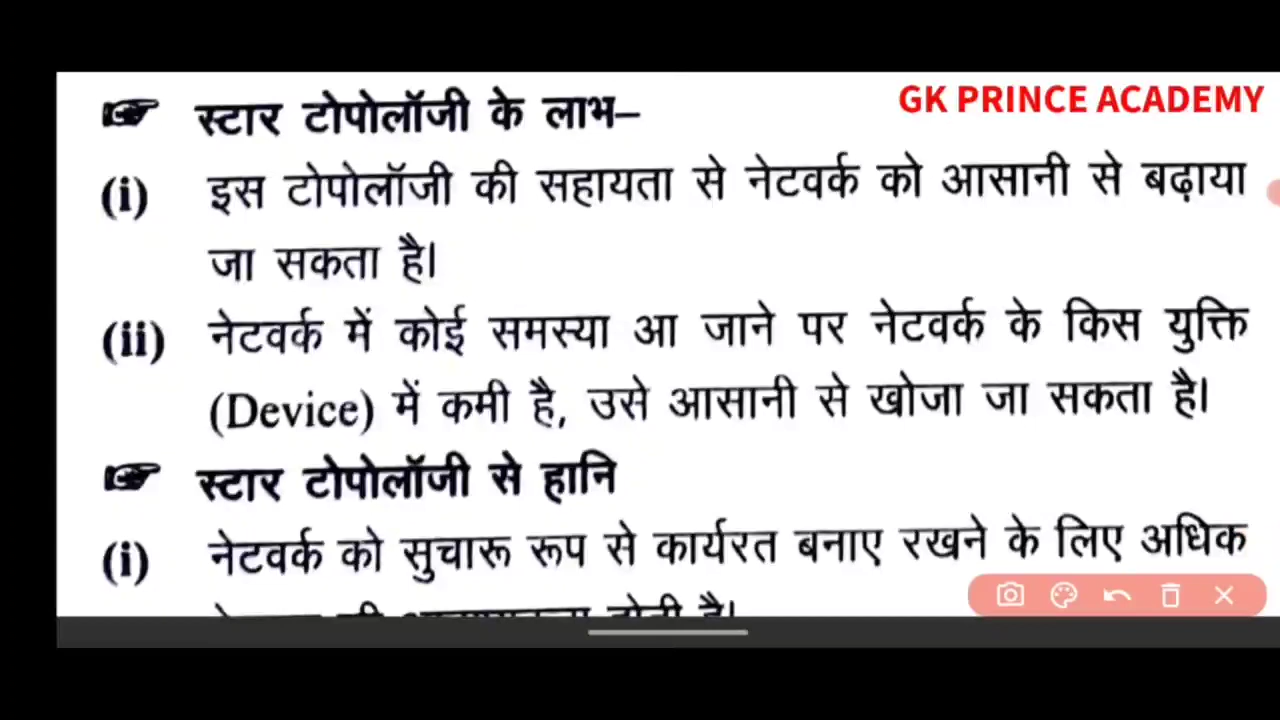 GK PRINCE ACADEMY
स्टार टोपोलॉजी के लाभ–
(i) इस टोपोलॉजी की सहायता से नेटवर्क को आसानी से बढ़ाया
जा सकता है।
(ii) नेटवर्क में कोई समस्या आ जाने पर नेटवर्क के किस युक्ति
(Device) में कमी है, उसे आसानी से खोजा जा सकता है।
स्टार टोपोलॉजी से हानि
(i) नेटवर्क को सुचारू रूप से कार्यरत बनाए रखने के लिए अधिक
होती है।